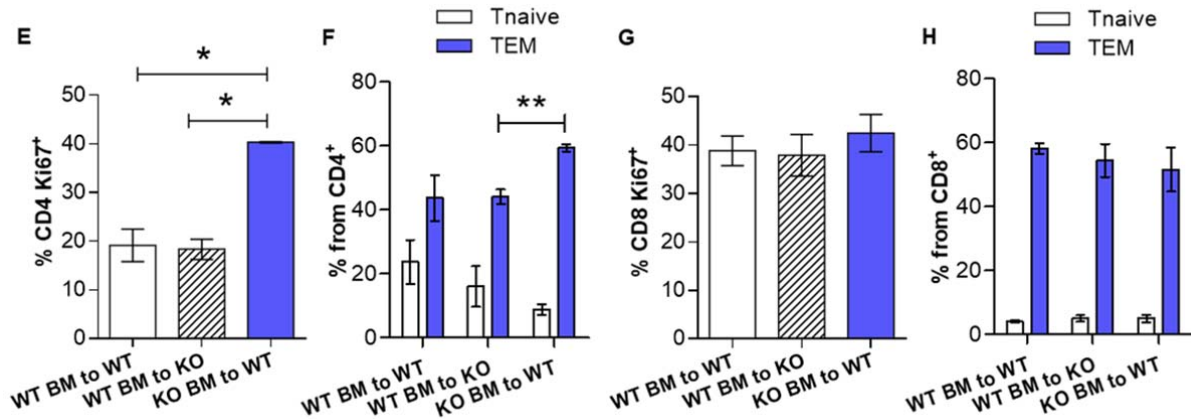 E
*
*
% CD4 Ki67⁺
50
40
30
20
10
0
WT BM to WT
WT BM to KO
KO BM to WT
F
Tnaive
TEM
**
% from CD4⁺
80
60
40
20
0
WT BM to WT
WT BM to KO
KO BM to WT
G
% CD8 Ki67⁺
50
40
30
20
10
0
WT BM to WT
WT BM to KO
KO BM to WT
H
Tnaive
TEM
% from CD8⁺
80
60
40
20
0
WT BM to WT
WT BM to KO
KO BM to WT